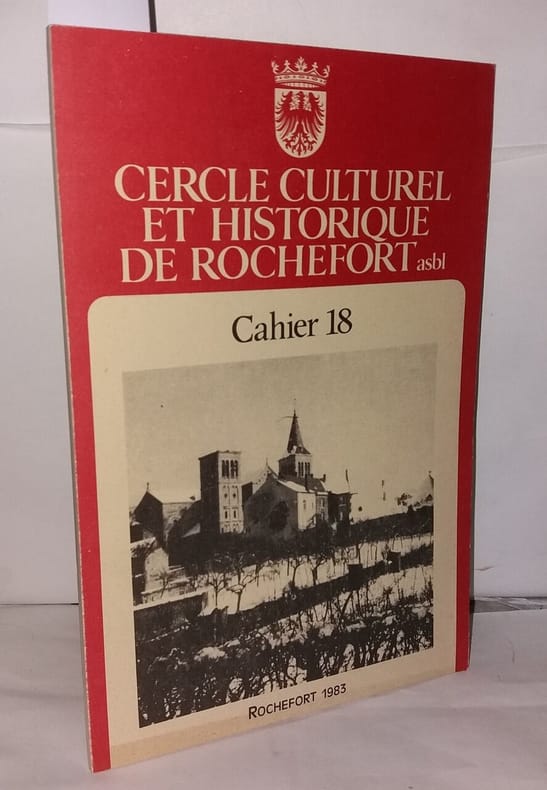 CERCLE CULTUREL
ET HISTORIQUE
DE ROCHEFORT asbl
Cahier 18
ROCHEFORT 1983